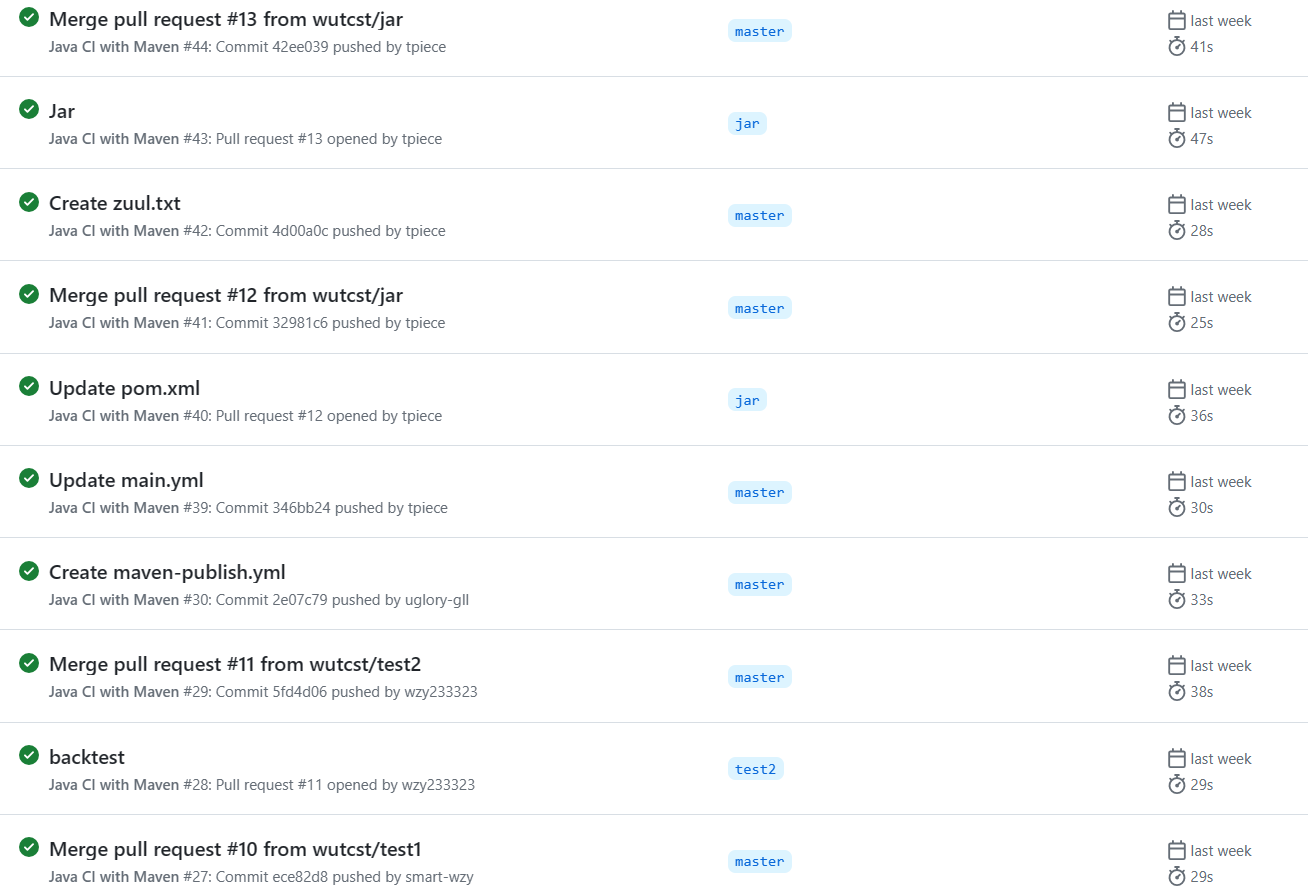 Merge pull request #13 from wutcst/jar
master
last week
Java CI with Maven #44: Commit 42ee039 pushed by tpiece
41s
Jar
jar
last week
Java CI with Maven #43: Pull request #13 opened by tpiece
47s
Create zuul.txt
master
last week
Java CI with Maven #42: Commit 4d00a0c pushed by tpiece
28s
Merge pull request #12 from wutcst/jar
master
last week
Java CI with Maven #41: Commit 32981c6 pushed by tpiece
25s
Update pom.xml
jar
last week
Java CI with Maven #40: Pull request #12 opened by tpiece
36s
Update main.yml
master
last week
Java CI with Maven #39: Commit 346bb24 pushed by tpiece
30s
Create maven-publish.yml
master
last week
Java CI with Maven #30: Commit 2e07c79 pushed by uglory-gll
33s
Merge pull request #11 from wutcst/test2
master
last week
Java CI with Maven #29: Commit 5fd4d06 pushed by wzy233323
38s
backtest
test2
last week
Java CI with Maven #28: Pull request #11 opened by wzy233323
29s
Merge pull request #10 from wutcst/test1
master
last week
Java CI with Maven #27: Commit ece82d8 pushed by smart-wzy
29s